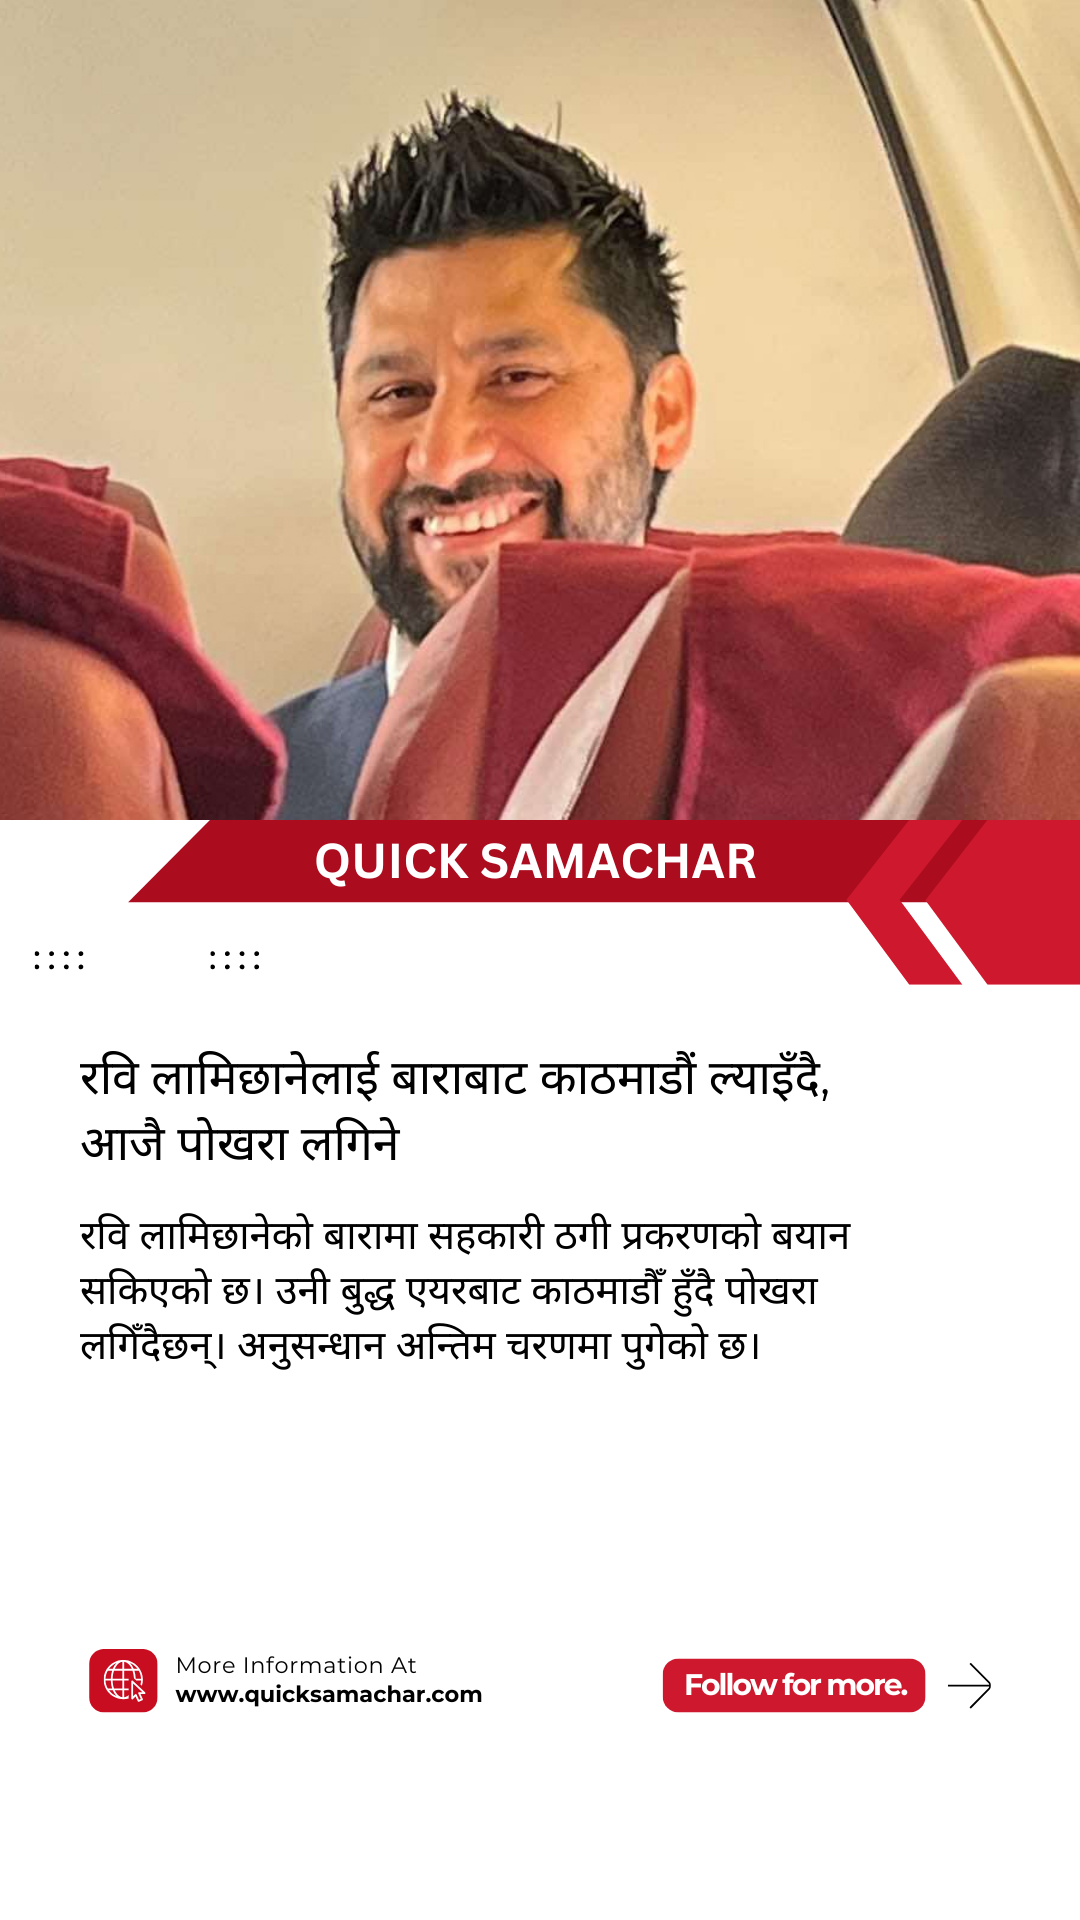 QUICK SAMACHAR
रवि लामिछानेलाई बाराबाट काठमाडौं ल्याइँदै,
आजै पोखरा लगिने
रवि लामिछानेको बारामा सहकारी ठगी प्रकरणको बयान
सकिएको छ। उनी बुद्ध एयरबाट काठमाडौँ हुँदै पोखरा
लगिँदैछन्। अनुसन्धान अन्तिम चरणमा पुगेको छ।
More Information At
www.quicksamachar.com
Follow for more.